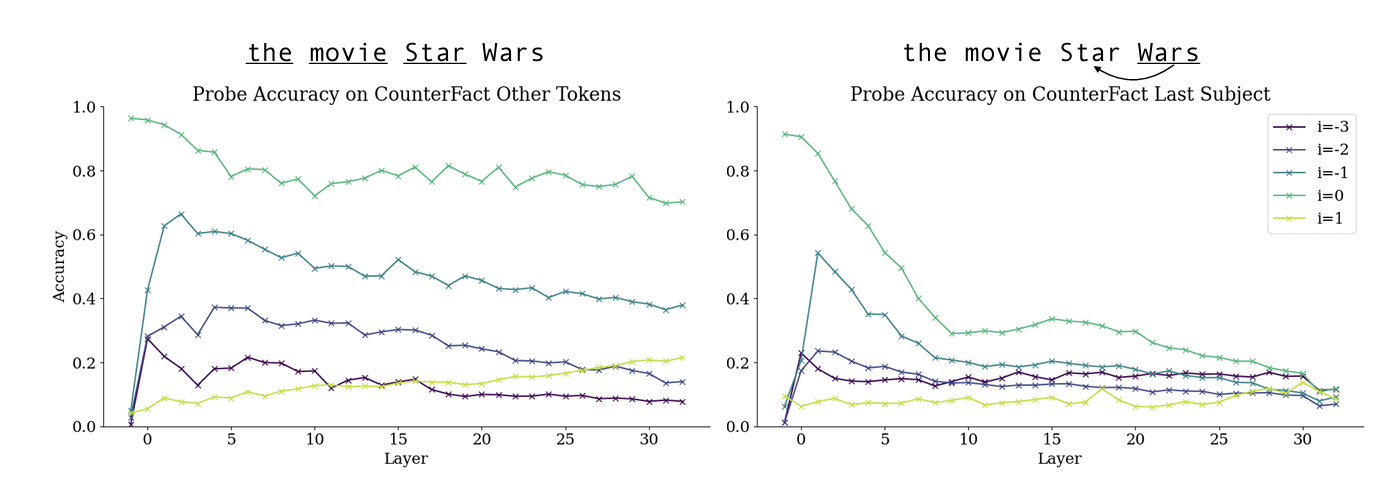 the movie Star Wars
Probe Accuracy on CounterFact Other Tokens
1.0
0.8
0.6
0.4
0.2
0.0
Accuracy
0 5 10 15 20 25 30
Layer
the movie Star Wars
Probe Accuracy on CounterFact Last Subject
1.0
0.8
0.6
0.4
0.2
0.0
i=-3
i=-2
i=-1
i=0
i=1
0 5 10 15 20 25 30
Layer